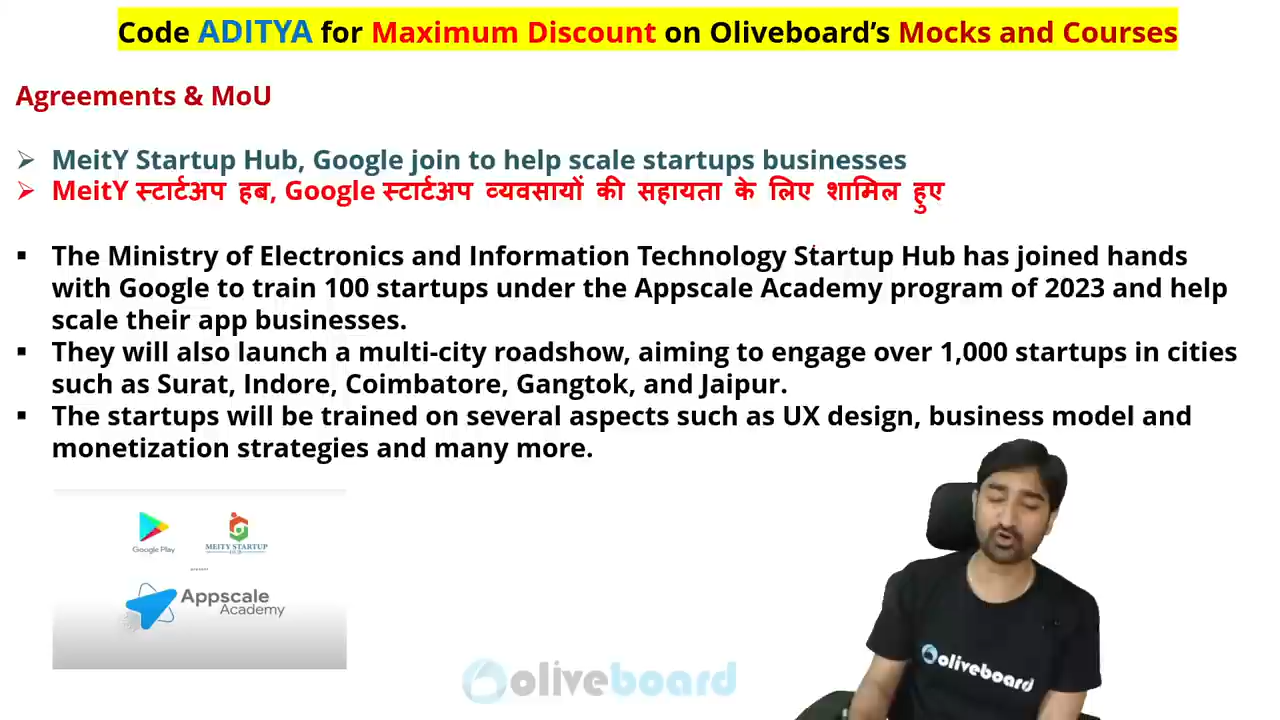 Code ADITYA for Maximum Discount on Oliveboard’s Mocks and Courses
Agreements & MoU
➢ MeitY Startup Hub, Google join to help scale startups businesses
➢ MeitY स्टार्टअप हब, Google स्टार्टअप व्यवसायों की सहायता के लिए शामिल हुए
▪ The Ministry of Electronics and Information Technology Startup Hub has joined hands
with Google to train 100 startups under the Appscale Academy program of 2023 and help
scale their app businesses.
▪ They will also launch a multi-city roadshow, aiming to engage over 1,000 startups in cities
such as Surat, Indore, Coimbatore, Gangtok, and Jaipur.
▪ The startups will be trained on several aspects such as UX design, business model and
monetization strategies and many more.
Google Play
MEITY STARTUP
HUB
Appscale
Academy
oliveboard
oliveboard